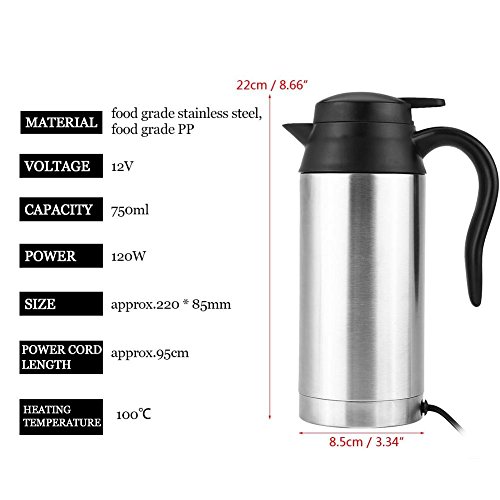 22cm / 8.66“
MATERIAL
food grade stainless steel,
food grade PP
VOLTAGE
12V
CAPACITY
750ml
POWER
120W
SIZE
approx.220 * 85mm
POWER CORD
LENGTH
approx.95cm
HEATING
TEMPERATURE
100℃
8.5cm / 3.34“